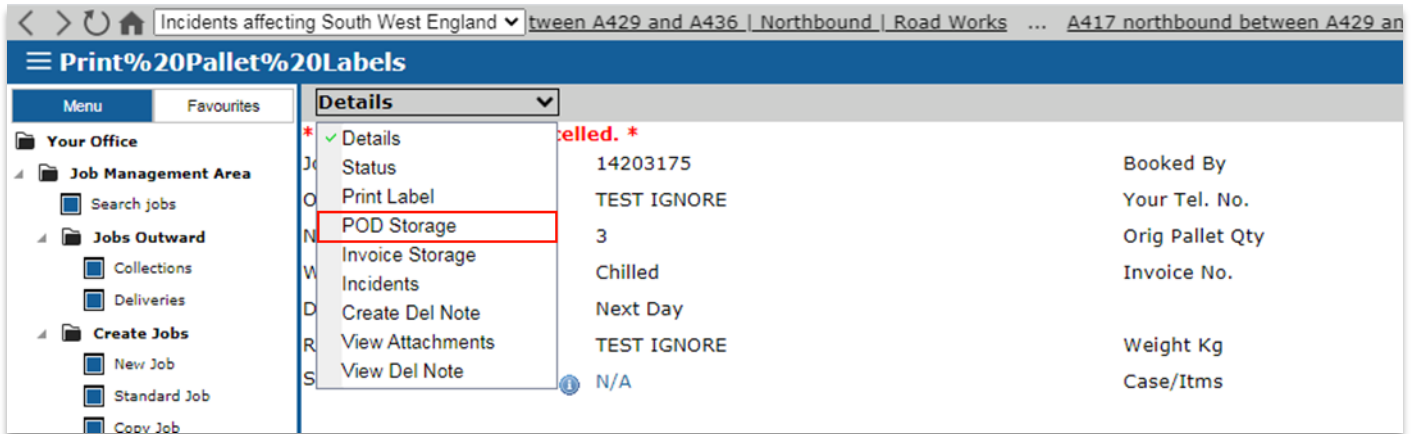 Incidents affecting South West England tween A429 and A436 | Northbound | Road Works ... A417 northbound between A429 an
Print%20Pallet%20Labels
Menu Favourites Details
Your Office
Job Management Area
Search jobs
Jobs Outward
Collections
Deliveries
Create Jobs
New Job
Standard Job
Copy Job
Details
Status
Print Label
POD Storage
Invoice Storage
Incidents
Create Del Note
View Attachments
View Del Note
* celled. *
Jo 14203175 Booked By
O TEST IGNORE Your Tel. No.
N 3 Orig Pallet Qty
W Chilled Invoice No.
D Next Day
R TEST IGNORE Weight Kg
S N/A Case/Itms